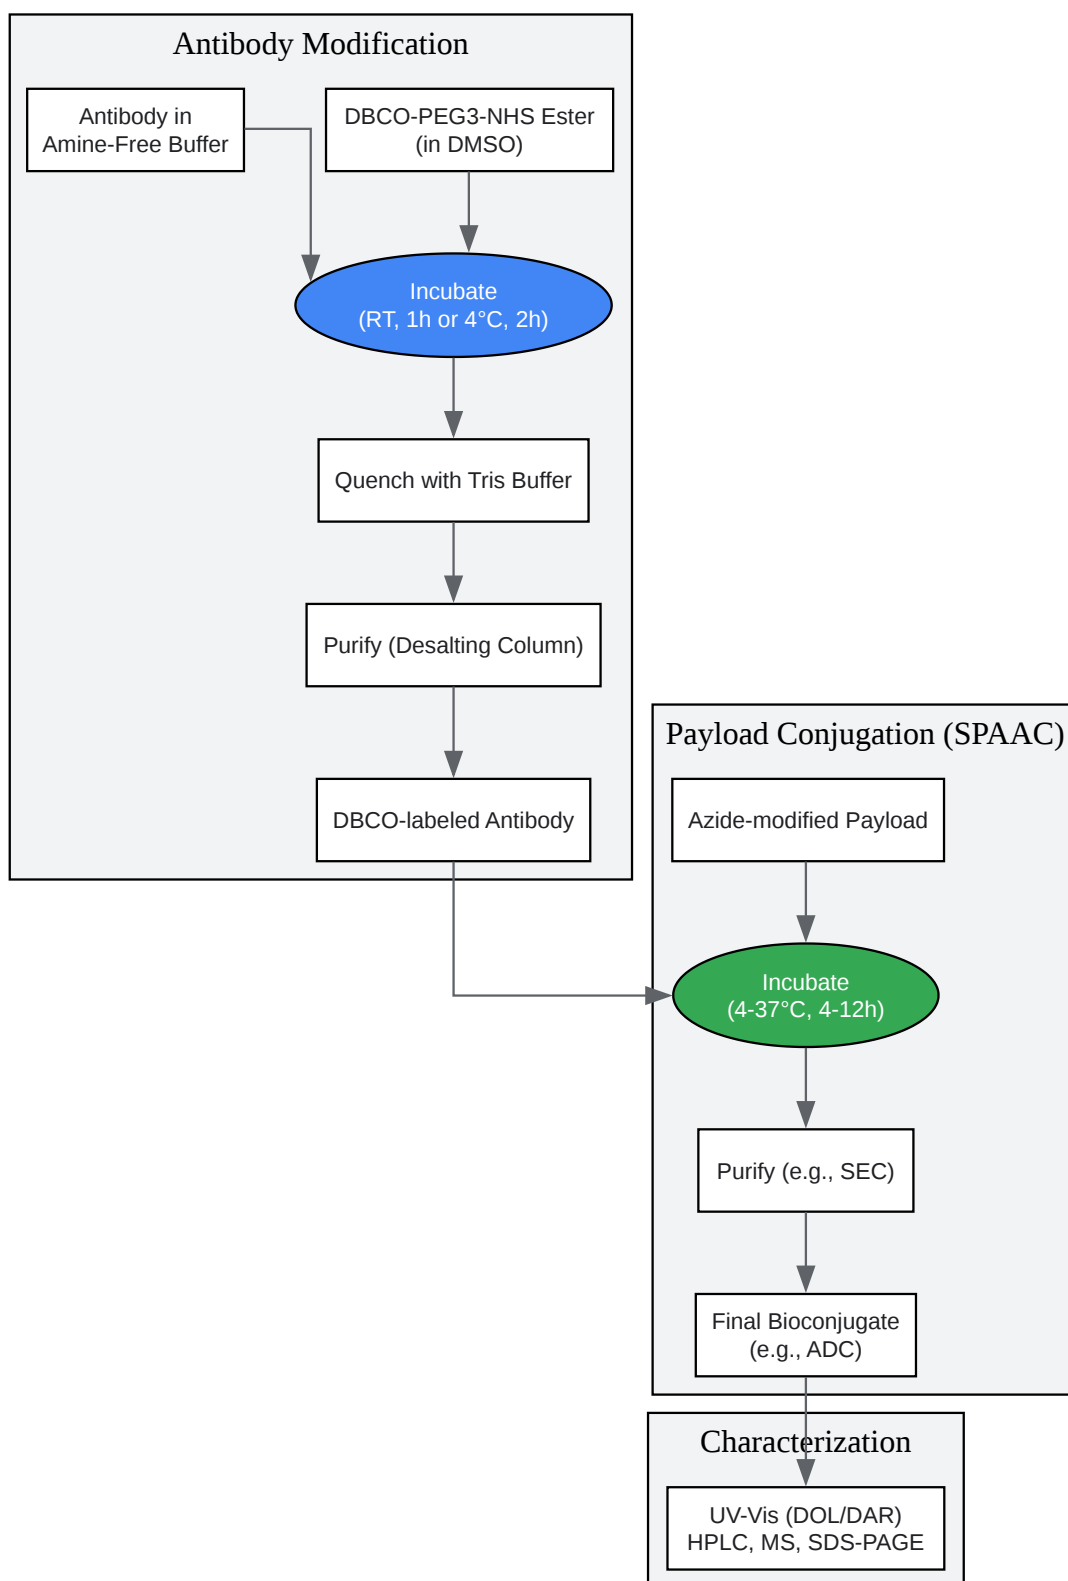 Antibody Modification
Antibody in
Amine-Free Buffer
DBCO-PEG3-NHS Ester
(in DMSO)
Incubate
(RT, 1h or 4°C, 2h)
Quench with Tris Buffer
Purify (Desalting Column)
DBCO-labeled Antibody
Payload Conjugation (SPAAC)
Azide-modified Payload
Incubate
(4-37°C, 4-12h)
Purify (e.g., SEC)
Final Bioconjugate
(e.g., ADC)
Characterization
UV-Vis (DOL/DAR)
HPLC, MS, SDS-PAGE